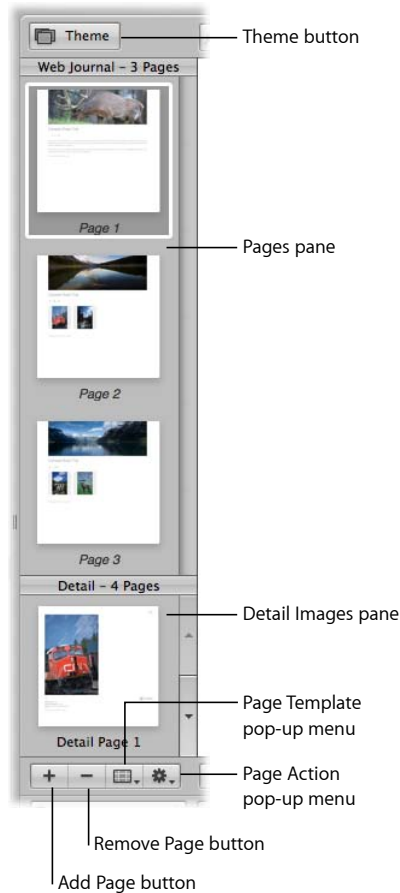 Theme
Theme button
Web Journal – 3 Pages
Page 1
Pages pane
Page 2
Page 3
Detail – 4 Pages
Detail Images pane
Page Template
pop-up menu
Detail Page 1
Page Action
pop-up menu
Remove Page button
Add Page button